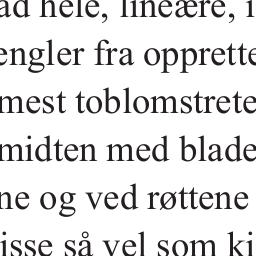 ad hele, lineære, i
engler fra opprette
mest toblomstrete
midten med blade
ne og ved røttene
isse så vel som ki